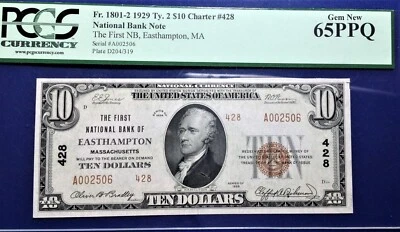 PCGS
CURRENCY
Fr. 1801-2 1929 Ty. 2 $10 Charter #428
National Bank Note
The First NB, Easthampton, MA
Serial #A002506
Plate D204/319
Gem New
65PPQ
NATIONAL CURRENCY
THE UNITED STATES OF AMERICA
10
10
D
THE FIRST
NATIONAL BANK OF
EASTHAMPTON
MASSACHUSETTS
WILL PAY TO THE BEARER ON DEMAND
TEN DOLLARS
428
A002506
A002506
428
428
428
SERIES OF
1929
10
TEN DOLLARS
10